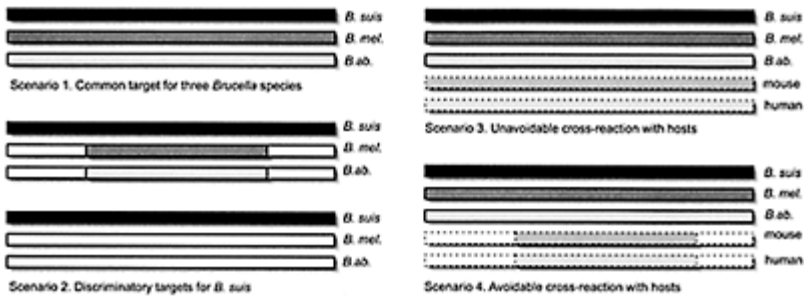 B. suis
B. mel.
B.ab.
Scenario 1. Common target for three Brucella species
B. suis
B. mel.
B.ab.
B. suis
B. mel.
B.ab.
Scenario 2. Discriminatory targets for B. suis
B. suis
B. mel.
B.ab.
mouse
human
Scenario 3. Unavoidable cross-reaction with hosts
B. suis
B. mel.
B.ab.
mouse
human
Scenario 4. Avoidable cross-reaction with hosts